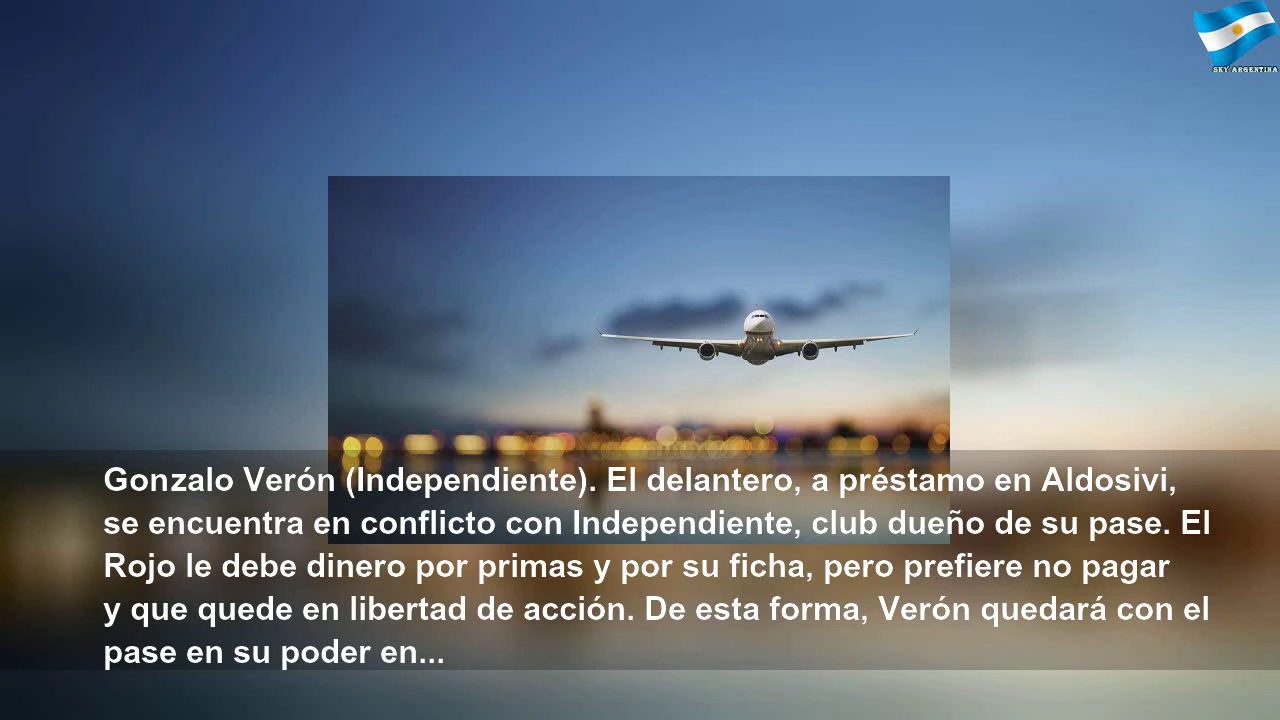 SKY ARGENTINA
Gonzalo Verón (Independiente). El delantero, a préstamo en Aldosivi,
se encuentra en conflicto con Independiente, club dueño de su pase. El
Rojo le debe dinero por primas y por su ficha, pero prefiere no pagar
y que quede en libertad de acción. De esta forma, Verón quedará con el
pase en su poder en...